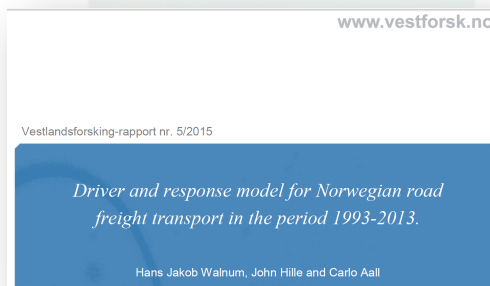 www.vestforsk.no
Vestlandsforsking-rapport nr. 5/2015
Driver and response model for Norwegian road
freight transport in the period 1993-2013.
Hans Jakob Walnum, John Hille and Carlo Aall